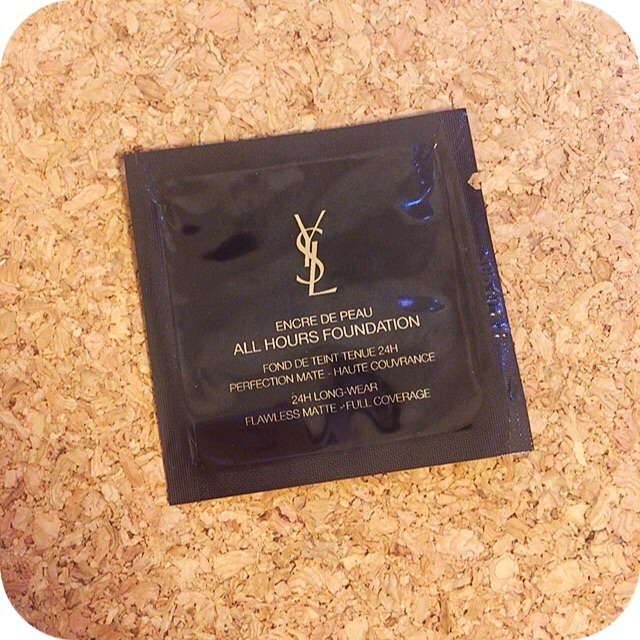 YSL
ENCRE DE PEAU
ALL HOURS FOUNDATION
FOND DE TEINT TENUE 24H
PERFECTION MATE - HAUTE COUVRANCE
24H LONG-WEAR
FLAWLESS MATTE - FULL COVERAGE